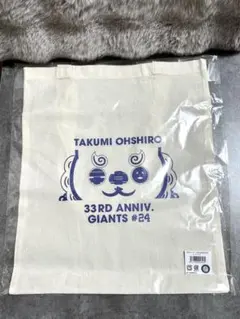 TAKUMI OHSHIRO
33RD ANNIV.
GIANTS #24